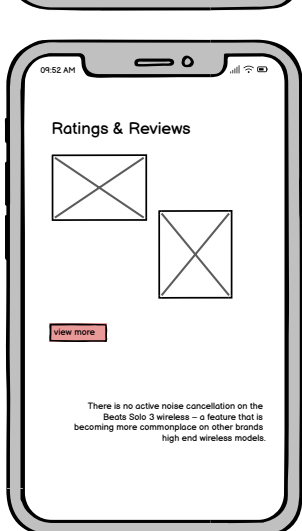 09:52 AM
Ratings & Reviews
view more
There is no active noise cancellation on the
Beats Solo 3 wireless – a feature that is
becoming more commonplace on other brands
high end wireless models.